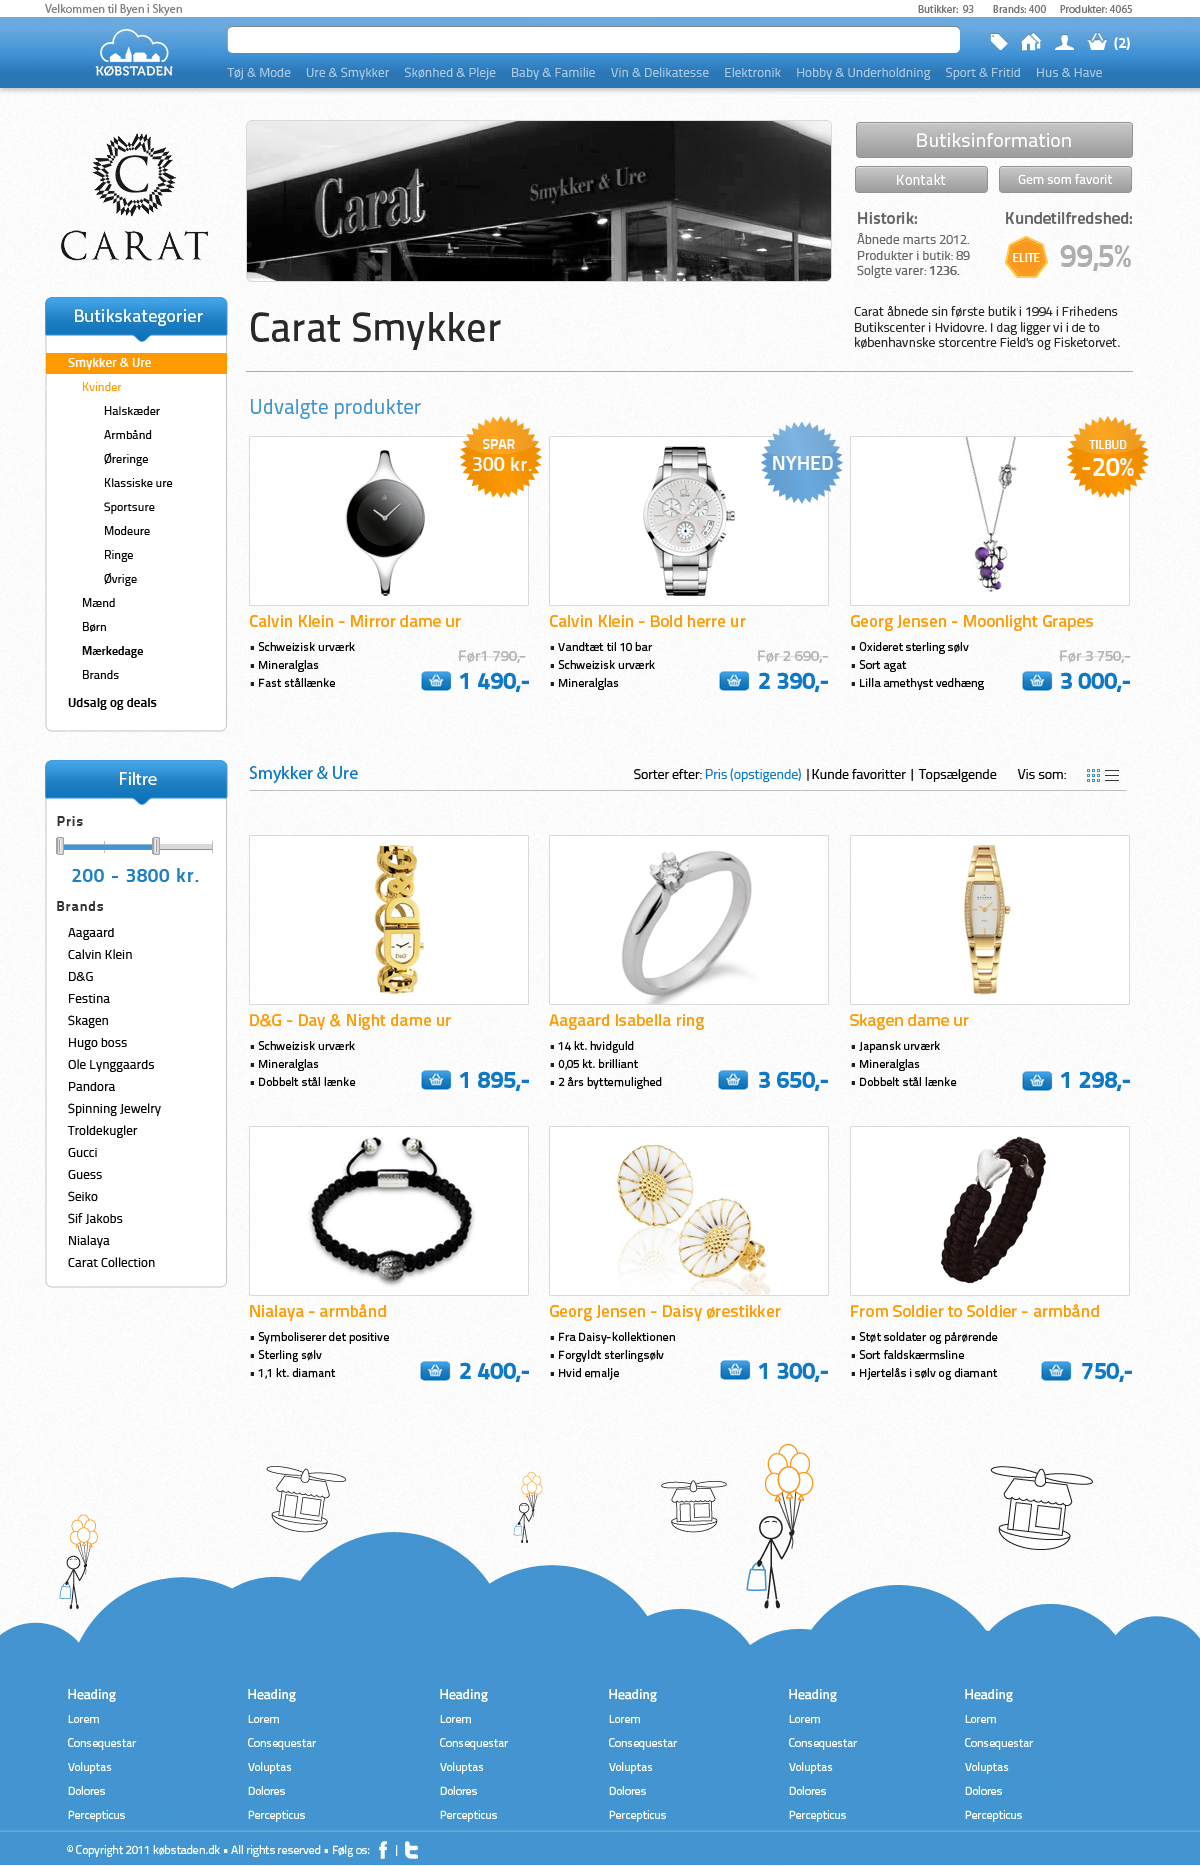 Velkommen til Byen i Skyen
Butikker: 93 Brands: 400 Produkter: 4065
KØBSTADEN
(2)
Tøj & Mode Ure & Smykker Skønhed & Pleje Baby & Familie Vin & Delikatesse Elektronik Hobby & Underholdning Sport & Fritid Hus & Have
C
CARAT
Carat Smykker & Ure
Butiksinformation
Kontakt Gem som favorit
Historik: Kundetilfredshed:
Åbnede marts 2012.
Produkter i butik: 89
Solgte varer: 1236.
ELITE 99,5%
Carat Smykker
Carat åbnede sin første butik i 1994 i Frihedens
Butikscenter i Hvidovre. I dag ligger vi i de to
københavnske storcentre Field's og Fisketorvet.
Butikskategorier
Smykker & Ure
Kvinder
Halskæder
Armbånd
Øreringe
Klassiske ure
Sportsure
Modeure
Ringe
Øvrige
Mænd
Børn
Mærkedage
Brands
Udsalg og deals
Udvalgte produkter
SPAR
300 kr.
NYHED
TILBUD
-20%
Calvin Klein - Mirror dame ur
▪ Schweizisk urværk
▪ Mineralglas
▪ Fast stållænke
Før1 790,-
1 490,-
Calvin Klein - Bold herre ur
▪ Vandtæt til 10 bar
▪ Schweizisk urværk
▪ Mineralglas
Før 2 690,-
2 390,-
Georg Jensen - Moonlight Grapes
▪ Oxideret sterling sølv
▪ Sort agat
▪ Lilla amethyst vedhæng
Før 3 750,-
3 000,-
Filtre
Pris
200 - 3800 kr.
Brands
Aagaard
Calvin Klein
D&G
Festina
Skagen
Hugo boss
Ole Lynggaards
Pandora
Spinning Jewelry
Troldekugler
Gucci
Guess
Seiko
Sif Jakobs
Nialaya
Carat Collection
Smykker & Ure
Sorter efter: Pris (opstigende) | Kunde favoritter | Topsælgende Vis som:
D&G - Day & Night dame ur
▪ Schweizisk urværk
▪ Mineralglas
▪ Dobbelt stål lænke
1 895,-
Aagaard Isabella ring
▪ 14 kt. hvidguld
▪ 0,05 kt. brilliant
▪ 2 års byttemulighed
3 650,-
Skagen dame ur
▪ Japansk urværk
▪ Mineralglas
▪ Dobbelt stål lænke
1 298,-
Nialaya - armbånd
▪ Symboliserer det positive
▪ Sterling sølv
▪ 1,1 kt. diamant
2 400,-
Georg Jensen - Daisy ørestikker
▪ Fra Daisy-kollektionen
▪ Forgyldt sterlingsølv
▪ Hvid emalje
1 300,-
From Soldier to Soldier - armbånd
▪ Støt soldater og pårørende
▪ Sort faldskærmsline
▪ Hjertelås i sølv og diamant
750,-
Heading Heading Heading Heading Heading Heading
Lorem Lorem Lorem Lorem Lorem Lorem
Consequestar Consequestar Consequestar Consequestar Consequestar Consequestar
Voluptas Voluptas Voluptas Voluptas Voluptas Voluptas
Dolores Dolores Dolores Dolores Dolores Dolores
Percepticus Percepticus Percepticus Percepticus Percepticus Percepticus
© Copyright 2011 købstaden.dk ▪ All rights reserved ▪ Følg os: f | t